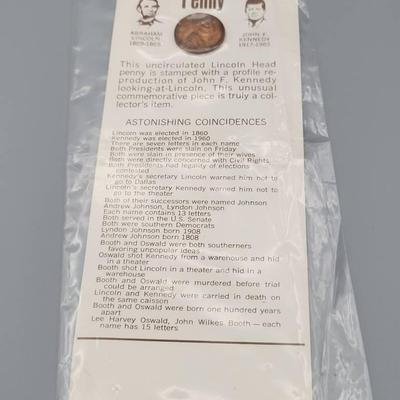 Penny
ABRAHAM
LINCOLN
1809-1865
JOHN F.
KENNEDY
1917-1963
This uncirculated Lincoln Head
penny is stamped with a profile re-
production of John F. Kennedy
looking-at-Lincoln. This unusual
commemorative piece is truly a col-
lector's item.
ASTONISHING COINCIDENCES
Lincoln was elected in 1860
Kennedy was elected in 1960
There are seven letters in each name
Both Presidents were slain on Friday
Both were slain in presence of their wives
Both were directly concerned with Civil Rights
Both Presidents had legality of elections
contested
Kennedy's secretary Lincoln warned him not
to go to Dallas
Lincoln's secretary Kennedy warned him not
to go to the theater
Both of their successors were named Johnson
Andrew Johnson, Lyndon Johnson
Each name contains 13 letters
Both served in the U.S. Senate
Both were southern Democrats
Lyndon Johnson born 1908
Andrew Johnson born 1808
Booth and Oswald were both southerners
favoring unpopular ideas
Oswald shot Kennedy from a warehouse and hid
in a theater
Booth shot Lincoln in a theater and hid in a
warehouse
Booth and Oswald were murdered before trial
could be arranged
Lincoln and Kennedy were carried in death on
the same caisson
Booth and Oswald were born one hundred years
apart
Lee Harvey Oswald, John Wilkes Booth — each
name has 15 letters